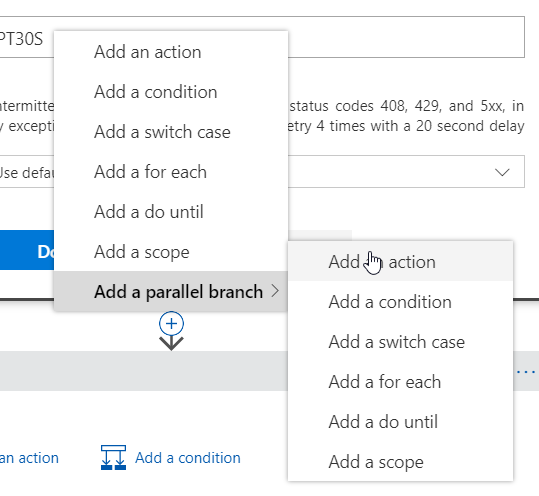 PT30S
Add an action
Add a condition
Add a switch case
Add a for each
Add a do until
Add a scope
Add a parallel branch
status codes 408, 429, and 5xx, in
etry 4 times with a 20 second delay
Add an action
Add a condition
Add a switch case
Add a for each
Add a do until
Add a scope
...
an action
Add a condition